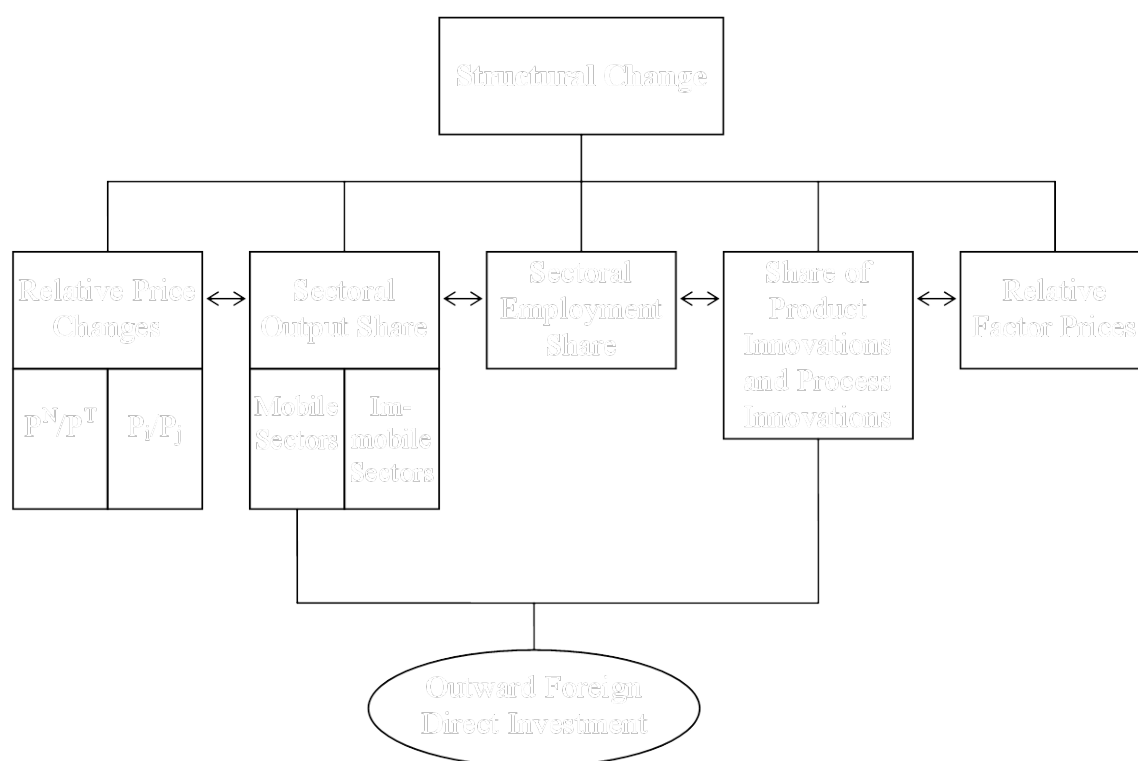 Structural Change
Relative Price
Changes
Sectoral
Output Share
Sectoral
Employment
Share
Share of
Product
Innovations
and Process
Innovations
Relative
Factor Prices
P^N/P^T
P_i/P_j
Mobile
Sectors
Im-
mobile
Sectors
Outward Foreign
Direct Investment